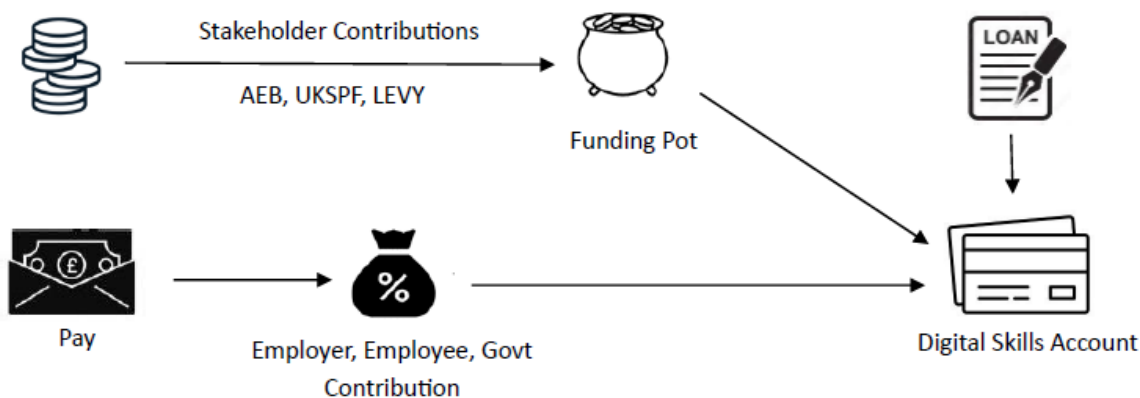 Stakeholder Contributions
AEB, UKSPF, LEVY
Funding Pot
LOAN
£
Pay
%
Employer, Employee, Govt
Contribution
Digital Skills Account